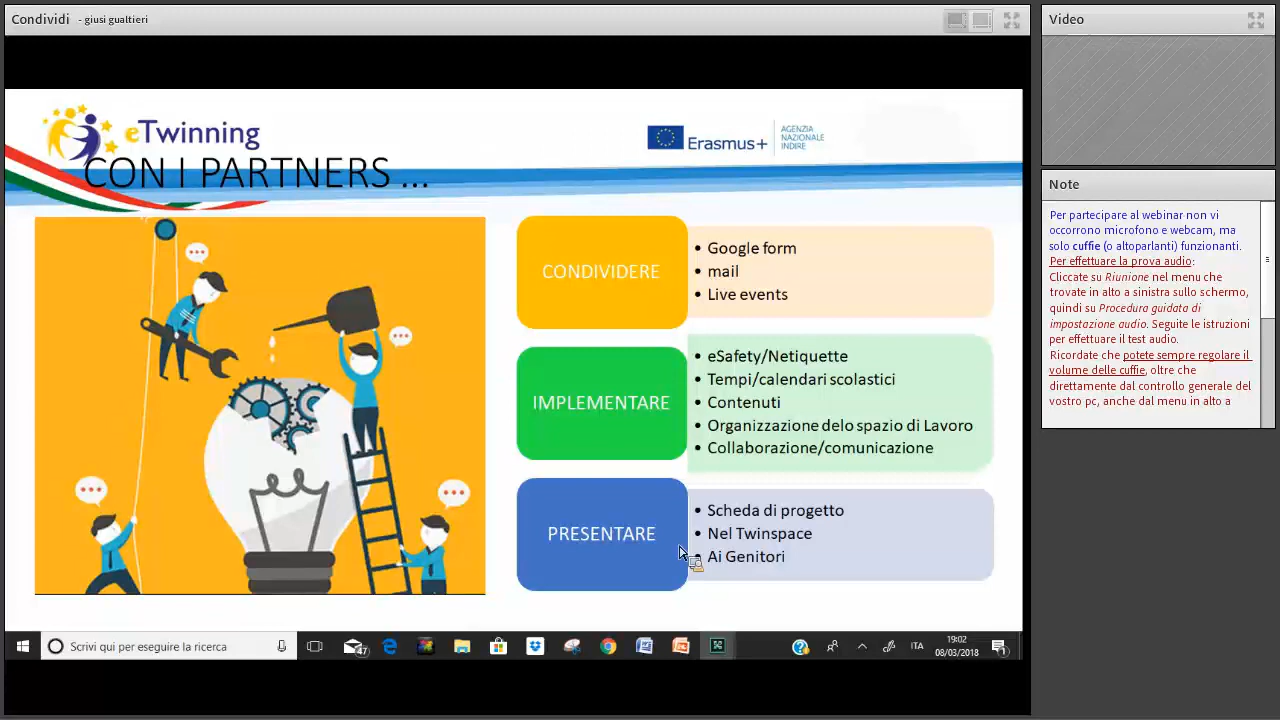 Condividi - giusi gualtieri
eTwinning
Erasmus+
AGENZIA
NAZIONALE
INDIRE
CON I PARTNERS ...
CONDIVIDERE
• Google form
• mail
• Live events
IMPLEMENTARE
• eSafety/Netiquette
• Tempi/calendari scolastici
• Contenuti
• Organizzazione delo spazio di Lavoro
• Collaborazione/comunicazione
PRESENTARE
• Scheda di progetto
• Nel Twinspace
• Ai Genitori
Scrivi qui per eseguire la ricerca
47
ITA
19:02
08/03/2018
1
Video
Note
Per partecipare al webinar non vi
occorrono microfono e webcam, ma
solo cuffie (o altoparlanti) funzionanti.
Per effettuare la prova audio:
Cliccate su Riunione nel menu che
trovate in alto a sinistra sullo schermo,
quindi su Procedura guidata di
impostazione audio. Seguite le istruzioni
per effettuare il test audio.
Ricordate che potete sempre regolare il
volume delle cuffie, oltre che
direttamente dal controllo generale del
vostro pc, anche dal menu in alto a